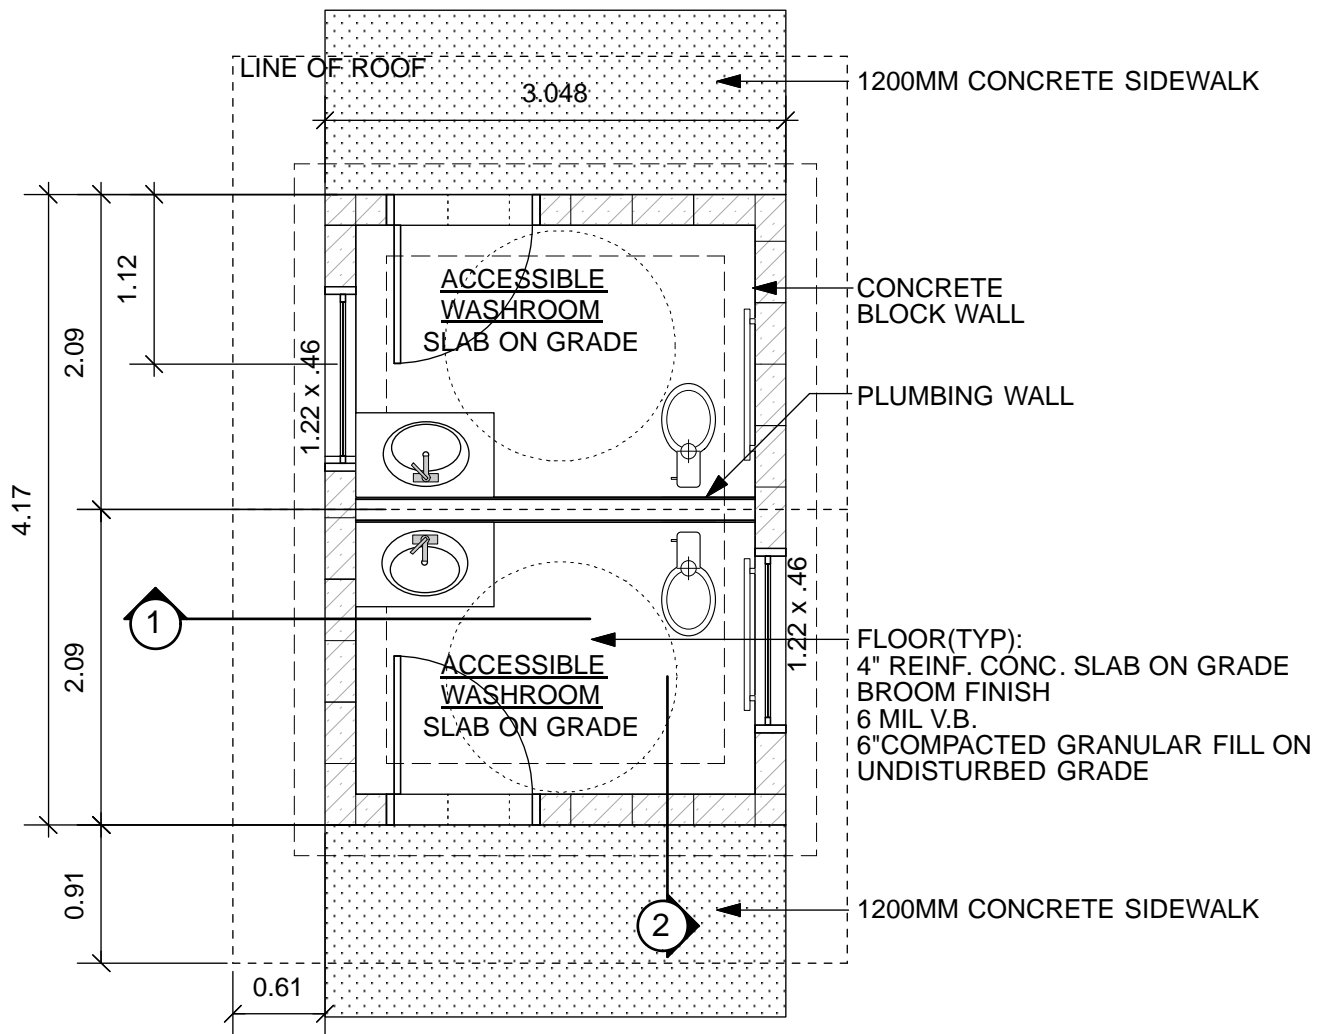 LINE OF ROOF
1200MM CONCRETE SIDEWALK
3.048
1.12
2.09
4.17
ACCESSIBLE
WASHROOM
SLAB ON GRADE
1.22 x .46
CONCRETE
BLOCK WALL
PLUMBING WALL
1
2.09
ACCESSIBLE
WASHROOM
SLAB ON GRADE
1.22 x .46
FLOOR(TYP):
4" REINF. CONC. SLAB ON GRADE
BROOM FINISH
6 MIL V.B.
6"COMPACTED GRANULAR FILL ON
UNDISTURBED GRADE
0.91
2
1200MM CONCRETE SIDEWALK
0.61